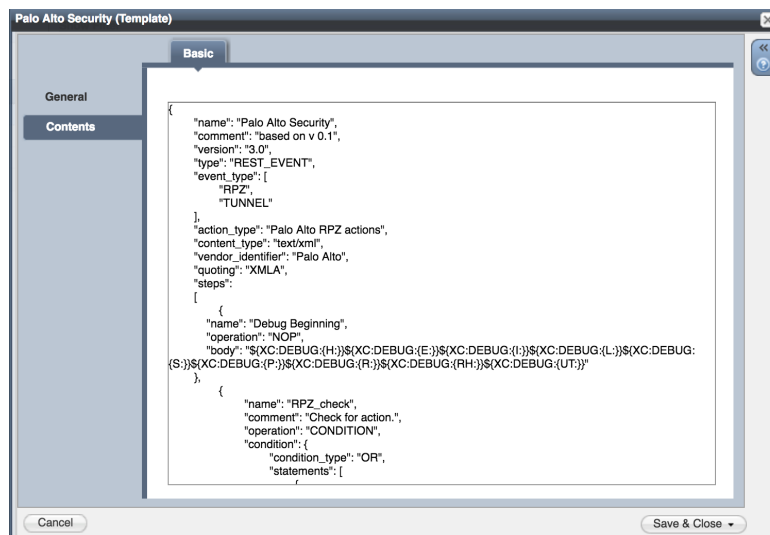 Palo Alto Security (Template)
Basic
General
Contents
{
"name": "Palo Alto Security",
"comment": "based on v 0.1",
"version": "3.0",
"type": "REST_EVENT",
"event_type": [
"RPZ",
"TUNNEL"
],
"action_type": "Palo Alto RPZ actions",
"content_type": "text/xml",
"vendor_identifier": "Palo Alto",
"quoting": "XMLA",
"steps":
[
{
"name": "Debug Beginning",
"operation": "NOP",
"body": "${XC:DEBUG:{H:}}${XC:DEBUG:{E:}}${XC:DEBUG:{I:}}${XC:DEBUG:{L:}}${XC:DEBUG:
{S:}}${XC:DEBUG:{P:}}${XC:DEBUG:{R:}}${XC:DEBUG:{RH:}}${XC:DEBUG:{UT:}}"
},
{
"name": "RPZ_check",
"comment": "Check for action.",
"operation": "CONDITION",
"condition": {
"condition_type": "OR",
"statements": [
{
Cancel
Save & Close